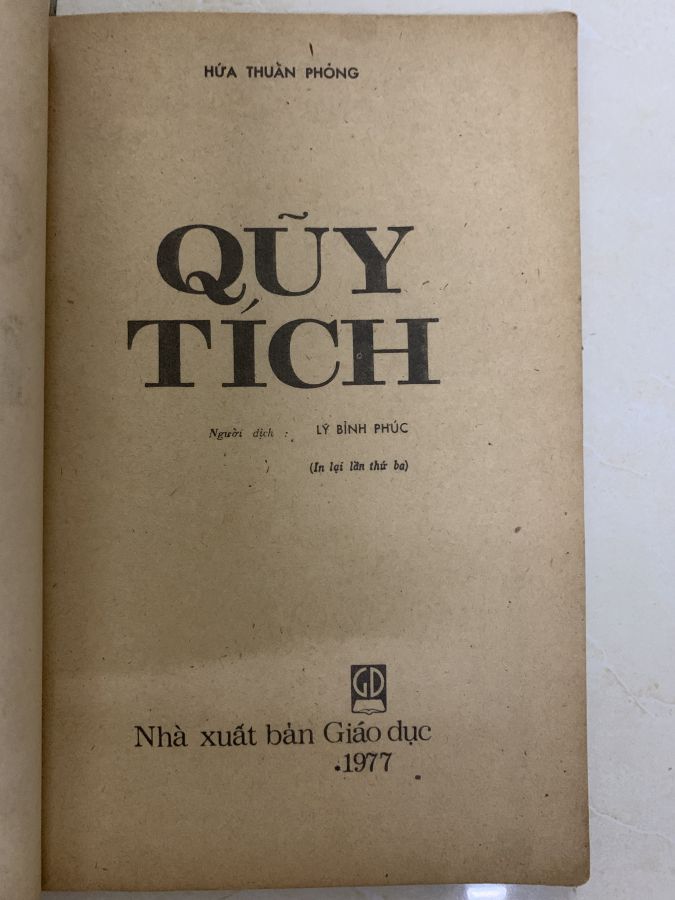 HỨA THUẦN PHỎNG
QŨY
TÍCH
Người dịch : LÝ BỈNH PHÚC
(In lại lần thứ ba)
GD
Nhà xuất bản Giáo dục
1977